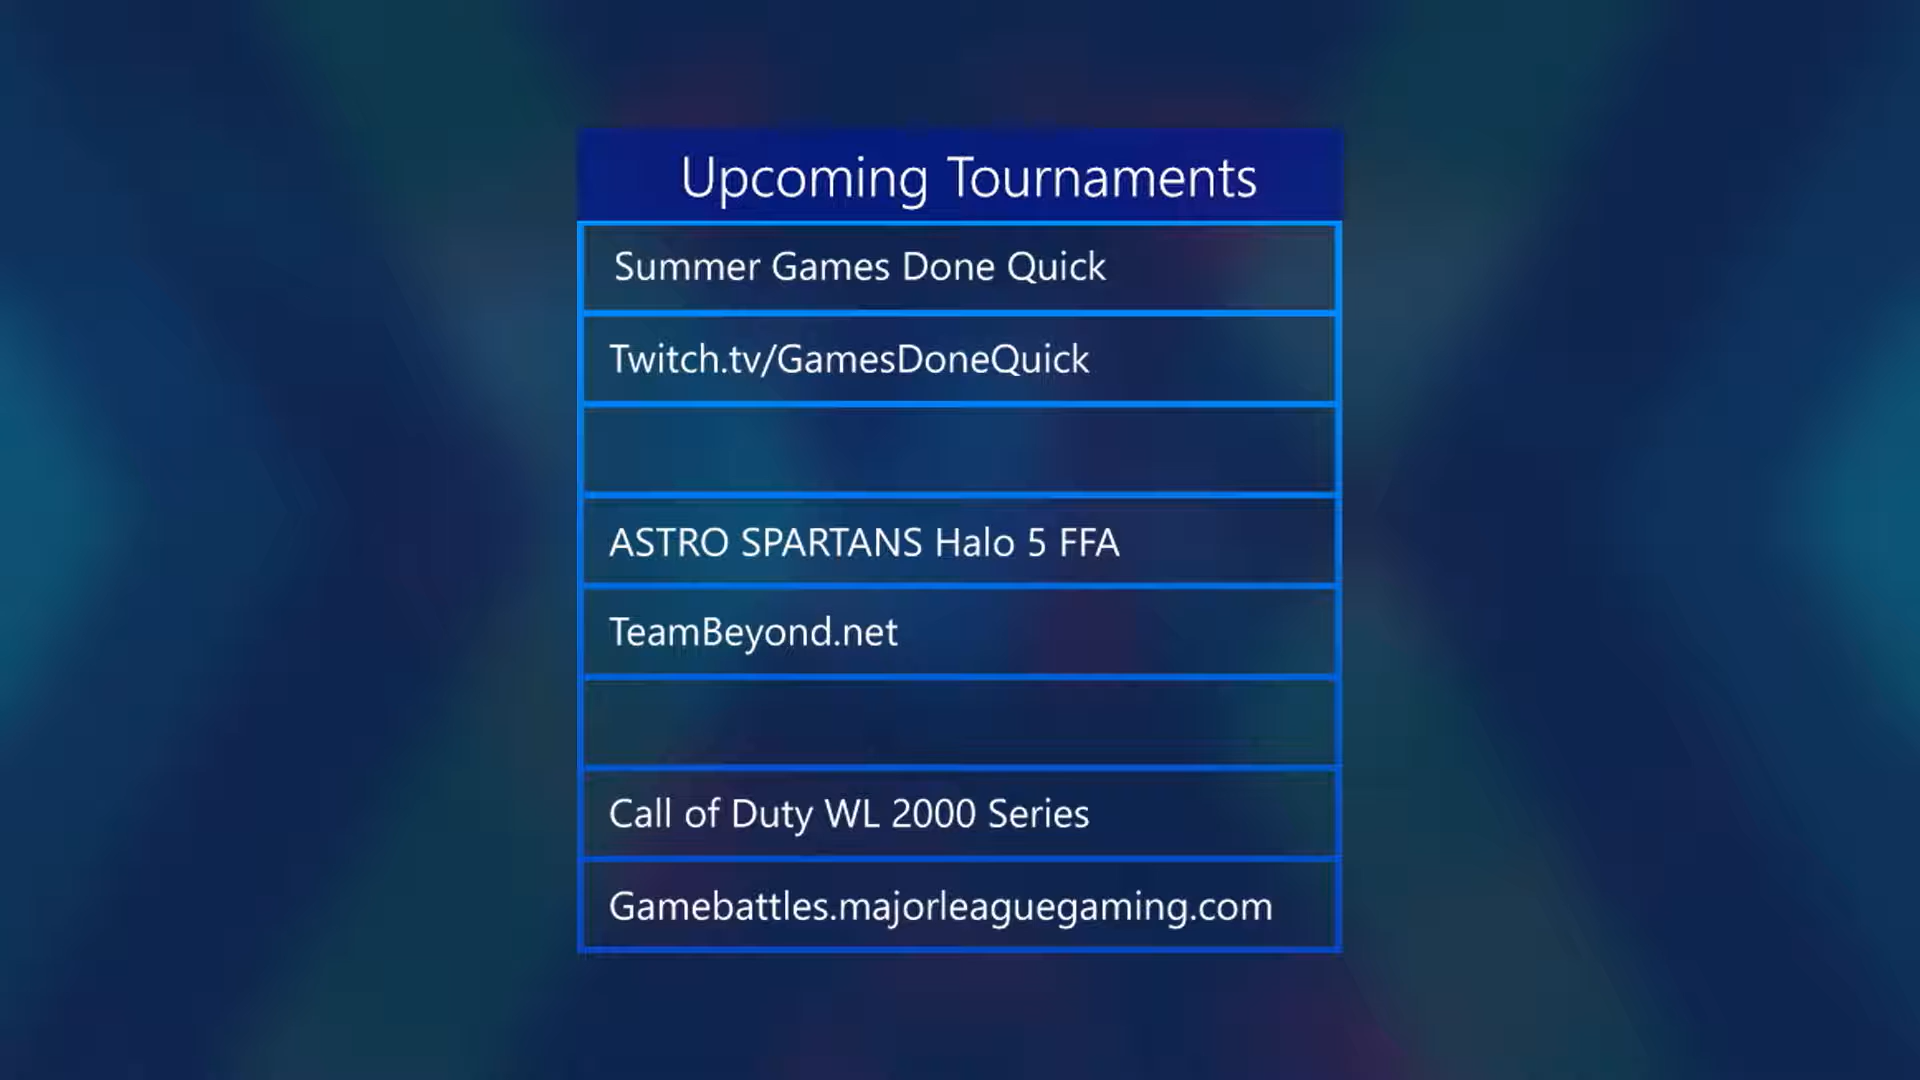 Upcoming Tournaments
Summer Games Done Quick
Twitch.tv/GamesDoneQuick
ASTRO SPARTANS Halo 5 FFA
TeamBeyond.net
Call of Duty WL 2000 Series
Gamebattles.majorleaguegaming.com